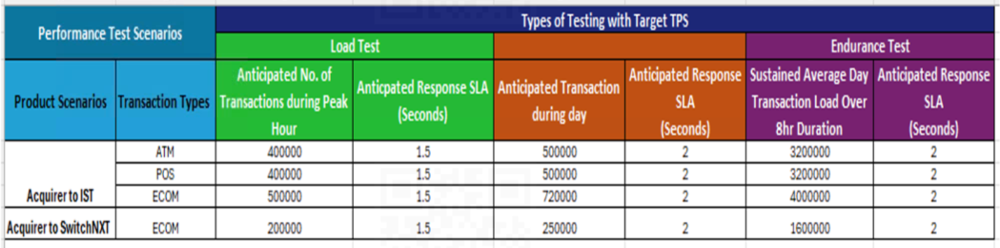 Performance Test Scenarios
Types of Testing with Target TPS
Load Test
Endurance Test
Product Scenarios
Transaction Types
Anticipated No. of
Transactions during Peak
Hour
Anticpated Response SLA
(Seconds)
Anticipated Transaction
during day
Anticipated Response
SLA
(Seconds)
Sustained Average Day
Transaction Load Over
8hr Duration
Anticipated Response
SLA
(Seconds)
Acquirer to IST
ATM 400000 1.5 500000 2 3200000 2
POS 400000 1.5 500000 2 3200000 2
ECOM 500000 1.5 720000 2 4000000 2
Acquirer to SwitchNXT ECOM 200000 1.5 250000 2 1600000 2